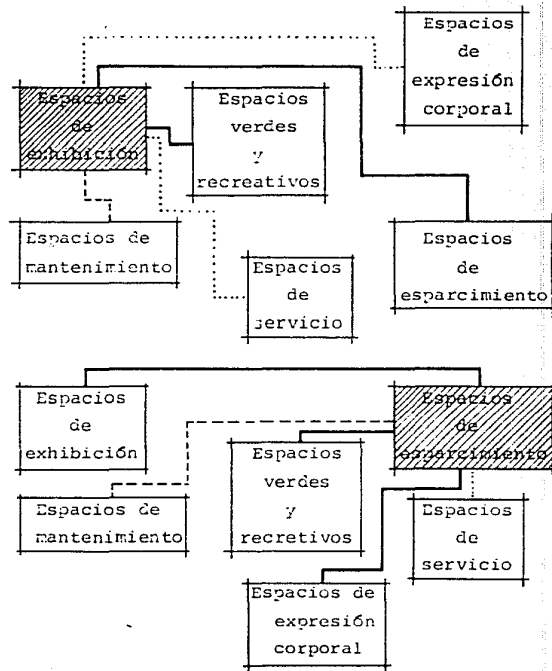 Espacios
de
expresión
corporal
Espacios
de
exhibición
Espacios
verdes
y
recreativos
Espacios de
mantenimiento
Espacios
de
servicio
Espacios
de
esparcimiento
Espacios
de
exhibición
Espacios
de
esparcimiento
Espacios
verdes
y
recretivos
Espacios de
mantenimiento
Espacios
de
servicio
Espacios de
expresión
corporal